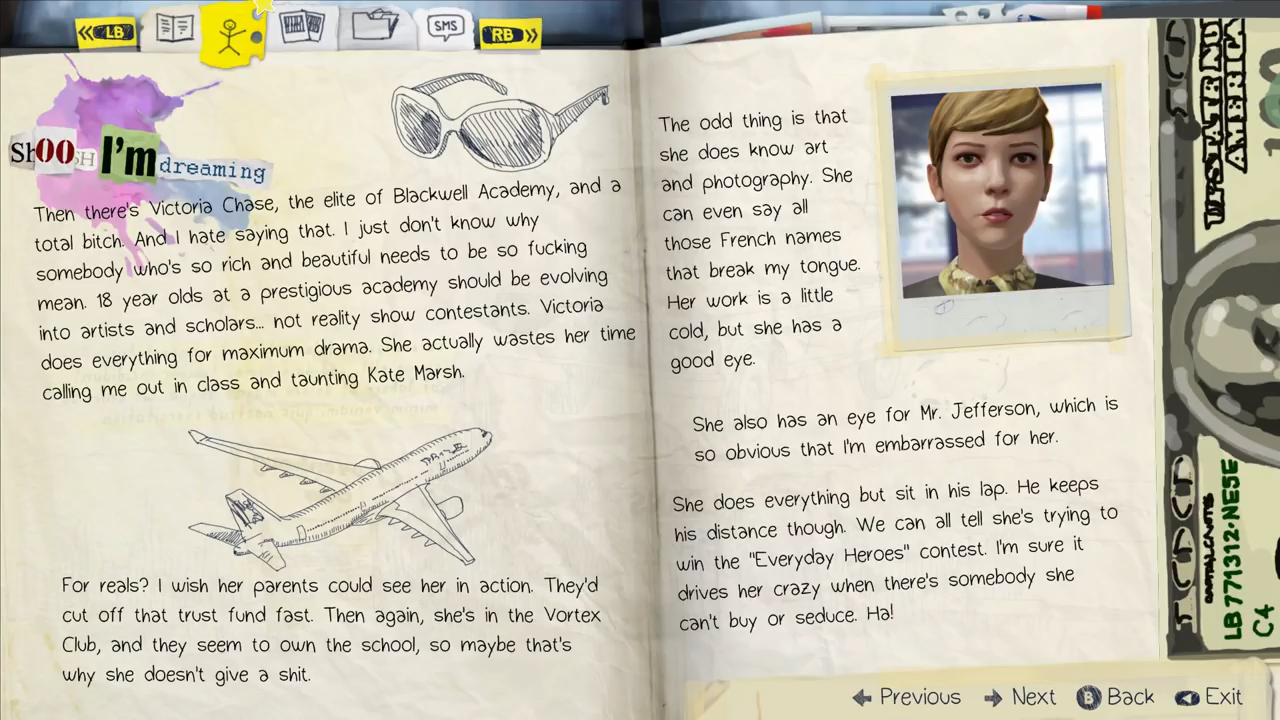 LB
SMS
RB
ShOOSH I'm dreaming
Then there's Victoria Chase, the elite of Blackwell Academy, and a
total bitch. And I hate saying that. I just don't know why
somebody who's so rich and beautiful needs to be so fucking
mean. 18 year olds at a prestigious academy should be evolving
into artists and scholars... not reality show contestants. Victoria
does everything for maximum drama. She actually wastes her time
calling me out in class and taunting Kate Marsh.
For reals? I wish her parents could see her in action. They'd
cut off that trust fund fast. Then again, she's in the Vortex
Club, and they seem to own the school, so maybe that's
why she doesn't give a shit.
The odd thing is that
she does know art
and photography. She
can even say all
those French names
that break my tongue.
Her work is a little
cold, but she has a
good eye.
She also has an eye for Mr. Jefferson, which is
so obvious that I'm embarrassed for her.
She does everything but sit in his lap. He keeps
his distance though. We can all tell she's trying to
win the "Everyday Heroes" contest. I'm sure it
drives her crazy when there's somebody she
can't buy or seduce. Ha!
AMERICA
LB771312-NE5E
C4
Previous Next B Back Exit